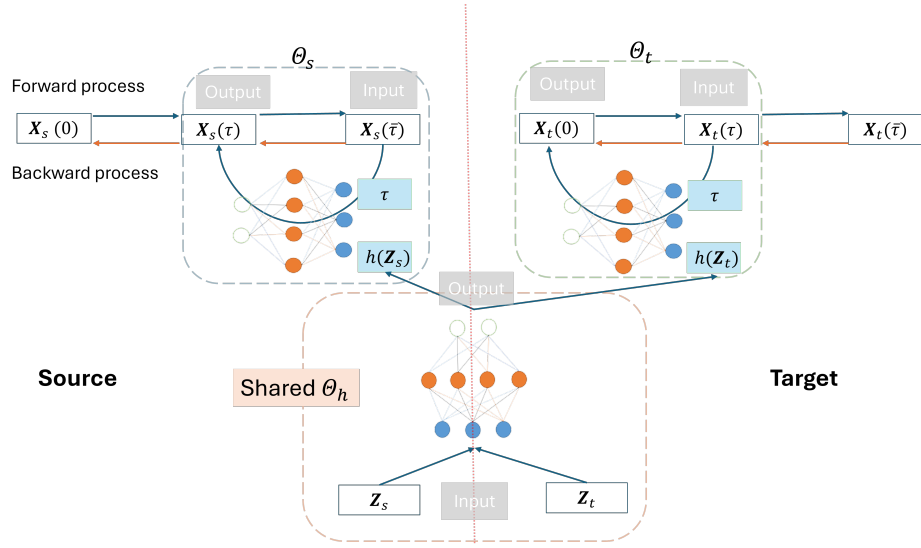 Θₛ
Θₜ
Forward process
Output
Input
Output
Input
𝑿ₛ (0)
𝑿ₛ(τ)
𝑿ₛ(τ̄)
𝑿ₜ(0)
𝑿ₜ(τ)
𝑿ₜ(τ̄)
Backward process
τ
τ
ℎ(𝒁ₛ)
ℎ(𝒁ₜ)
Output
Source
Shared Θₕ
Target
𝒁ₛ
Input
𝒁ₜ